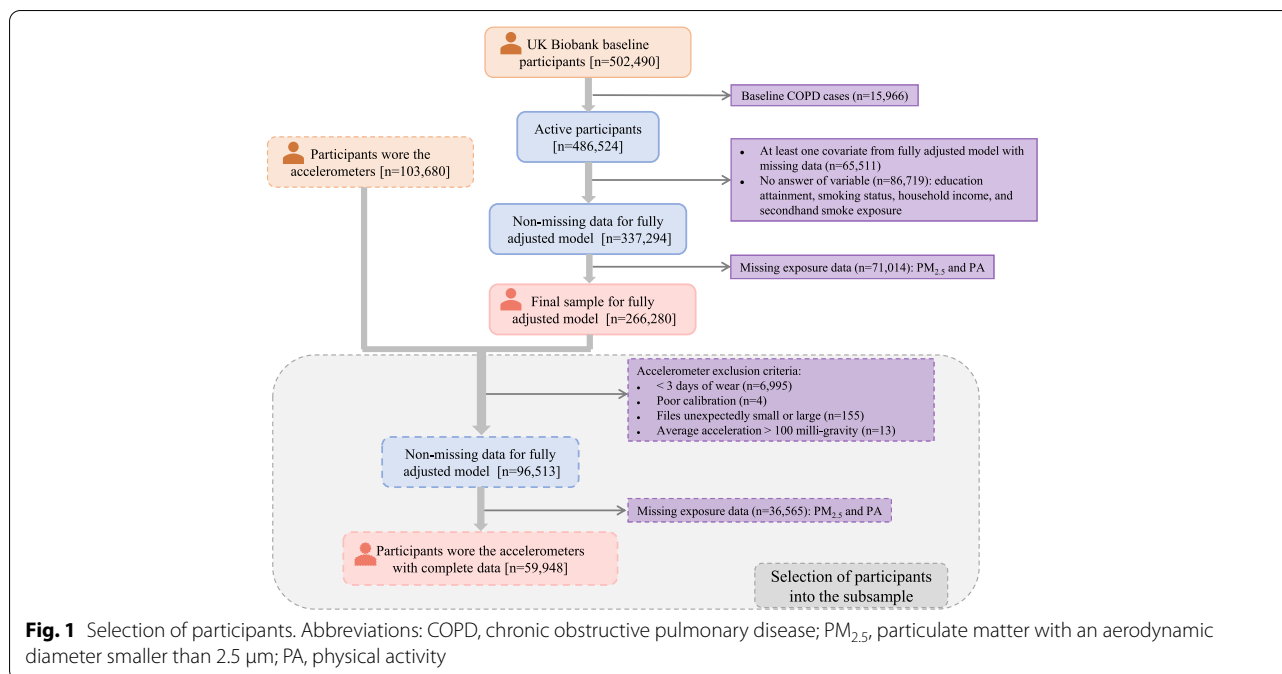 UK Biobank baseline
participants [n=502,490]
Baseline COPD cases (n=15,966)
Active participants
[n=486,524]
Participants wore the
accelerometers [n=103,680]
• At least one covariate from fully adjusted model with
missing data (n=65,511)
• No answer of variable (n=86,719): education
attainment, smoking status, household income, and
secondhand smoke exposure
Non-missing data for fully
adjusted model [n=337,294]
Missing exposure data (n=71,014): PM2.5 and PA
Final sample for fully
adjusted model [n=266,280]
Accelerometer exclusion criteria:
• < 3 days of wear (n=6,995)
• Poor calibration (n=4)
• Files unexpectedly small or large (n=155)
• Average acceleration > 100 milli-gravity (n=13)
Non-missing data for fully
adjusted model [n=96,513]
Missing exposure data (n=36,565): PM2.5 and PA
Participants wore the accelerometers
with complete data [n=59,948]
Selection of participants
into the subsample
Fig. 1 Selection of participants. Abbreviations: COPD, chronic obstructive pulmonary disease; PM2.5, particulate matter with an aerodynamic
diameter smaller than 2.5 μm; PA, physical activity